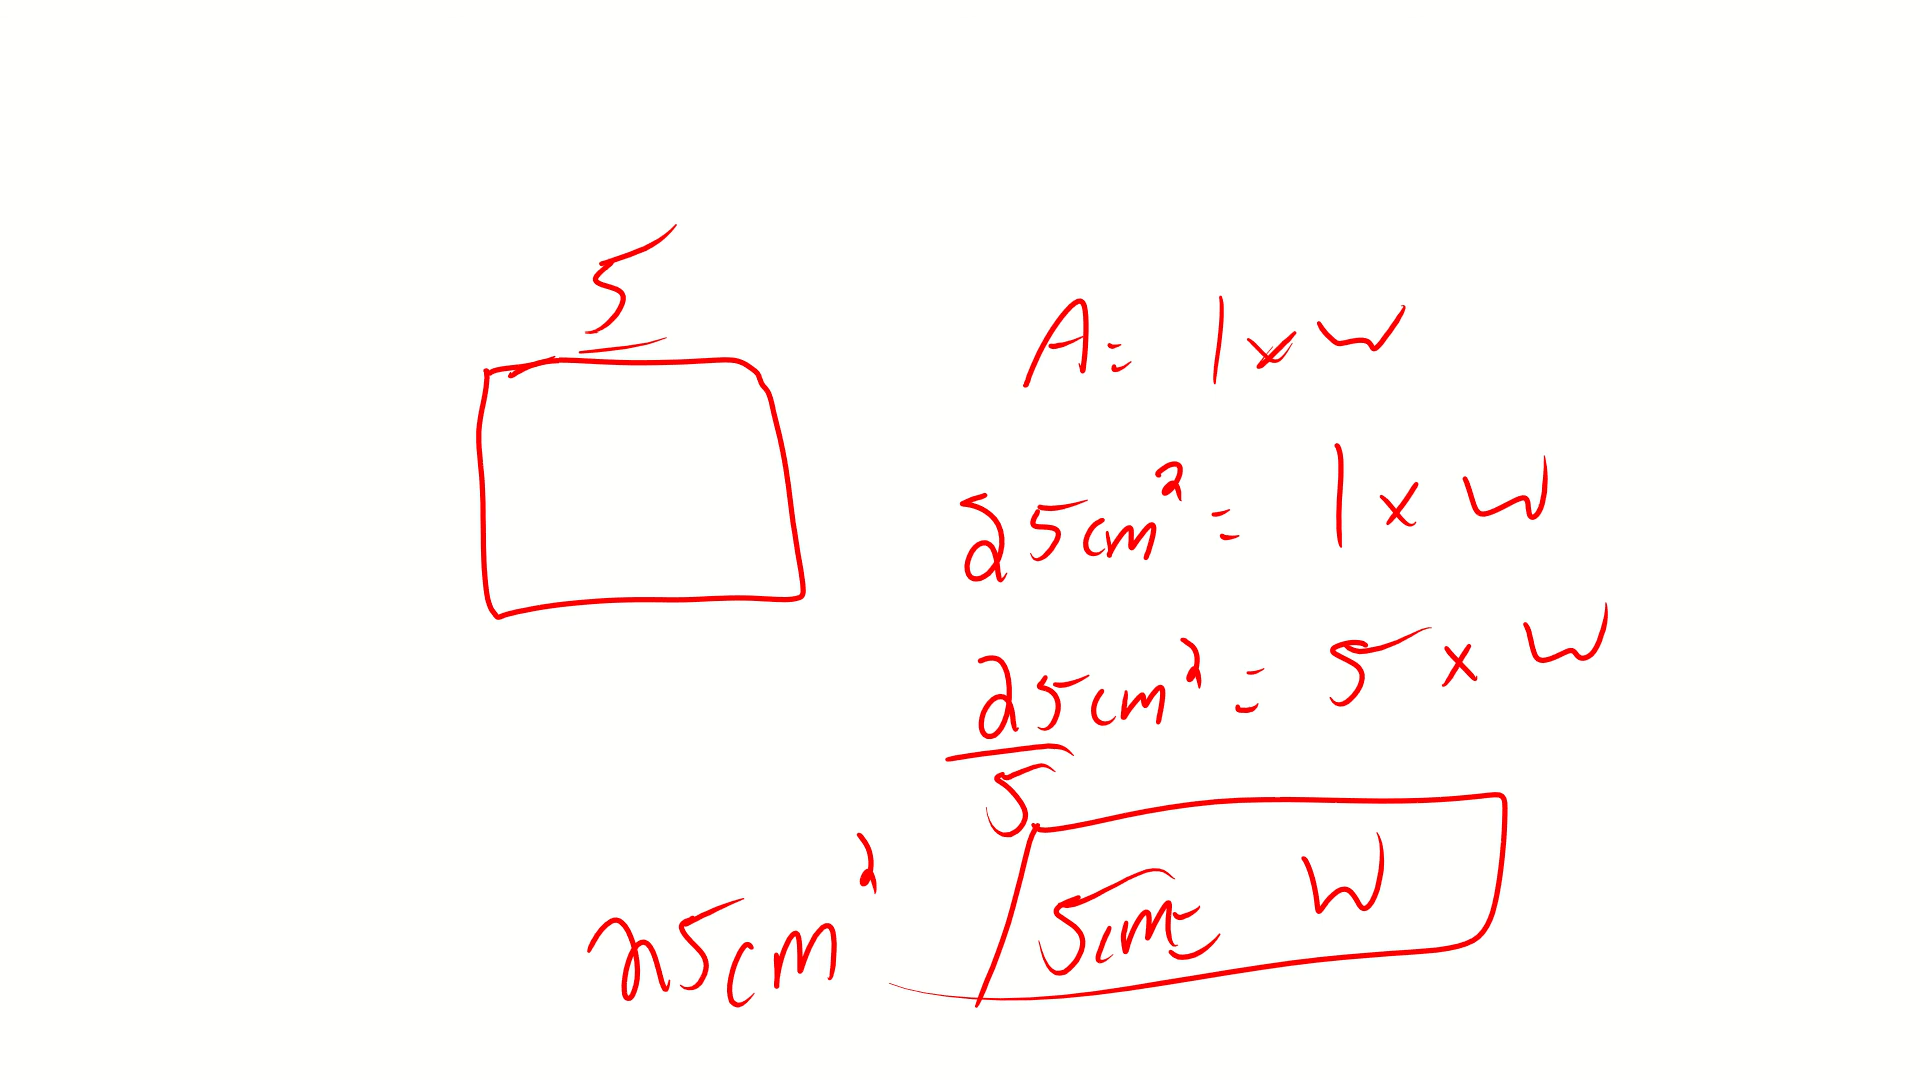 5
A = l x w
25cm² = l x w
25cm² = 5 x w
5
5cm = w
25cm²